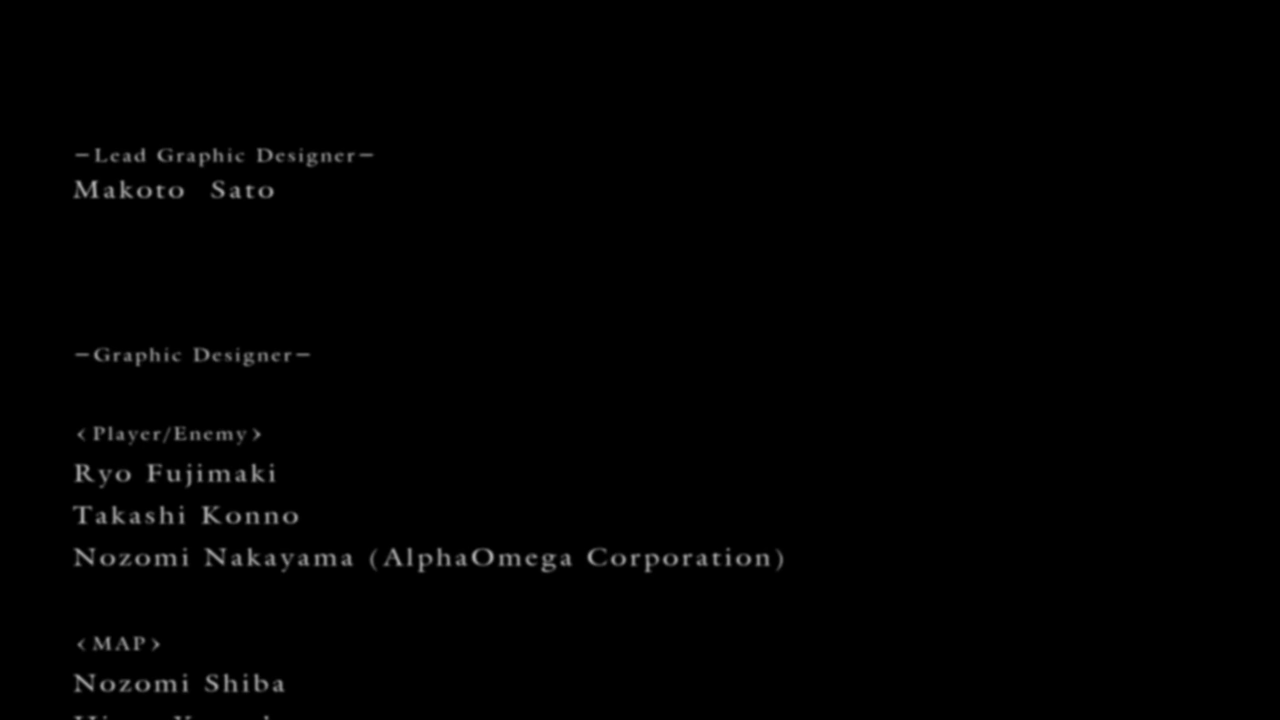 −Lead Graphic Designer−
Makoto Sato
−Graphic Designer−
<Player/Enemy>
Ryo Fujimaki
Takashi Konno
Nozomi Nakayama (AlphaOmega Corporation)
<MAP>
Nozomi Shiba